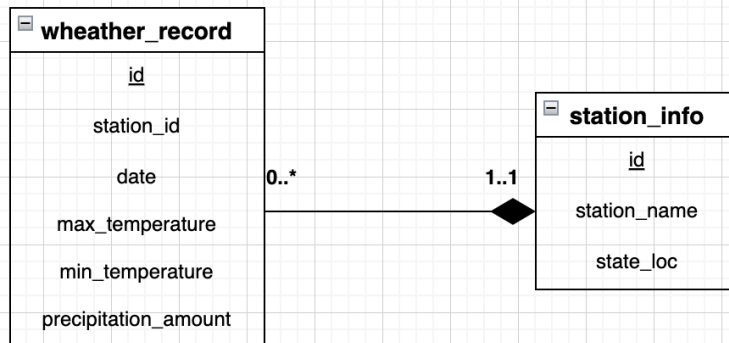 wheather_record
id
station_id
date
max_temperature
min_temperature
precipitation_amount
0..*
1..1
station_info
id
station_name
state_loc